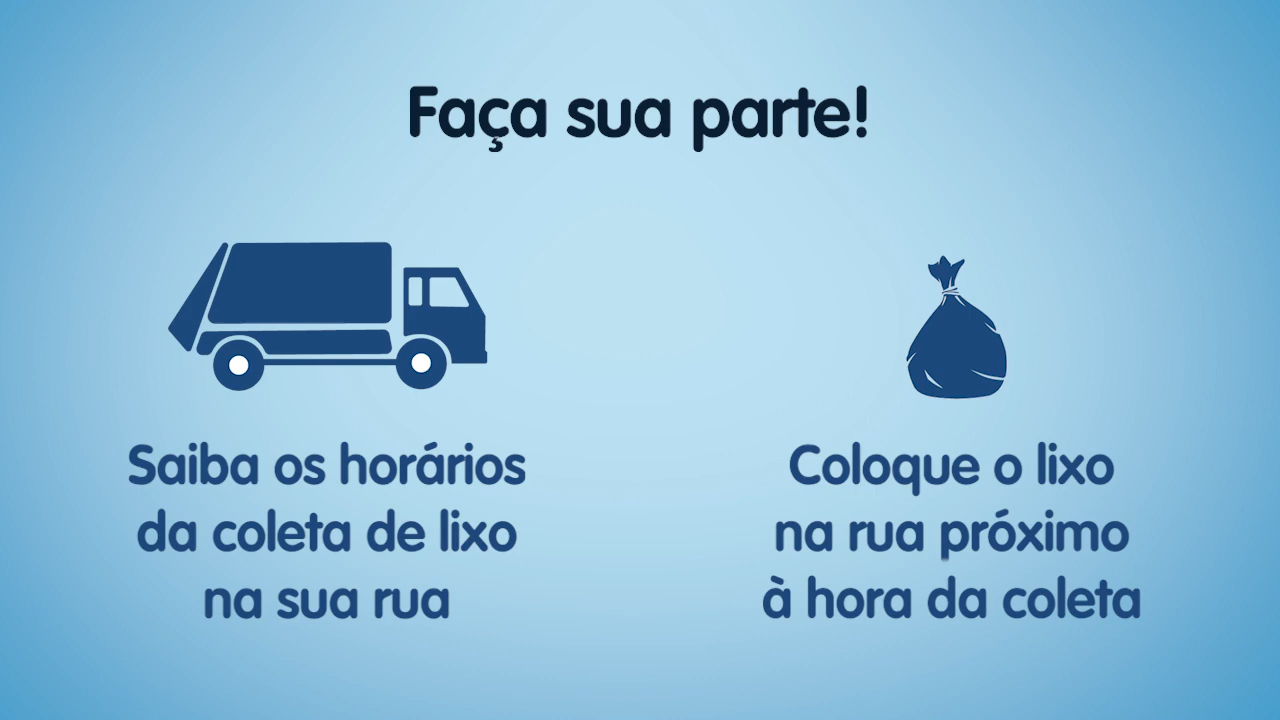 Faça sua parte!
Saiba os horários
da coleta de lixo
na sua rua
Coloque o lixo
na rua próximo
à hora da coleta